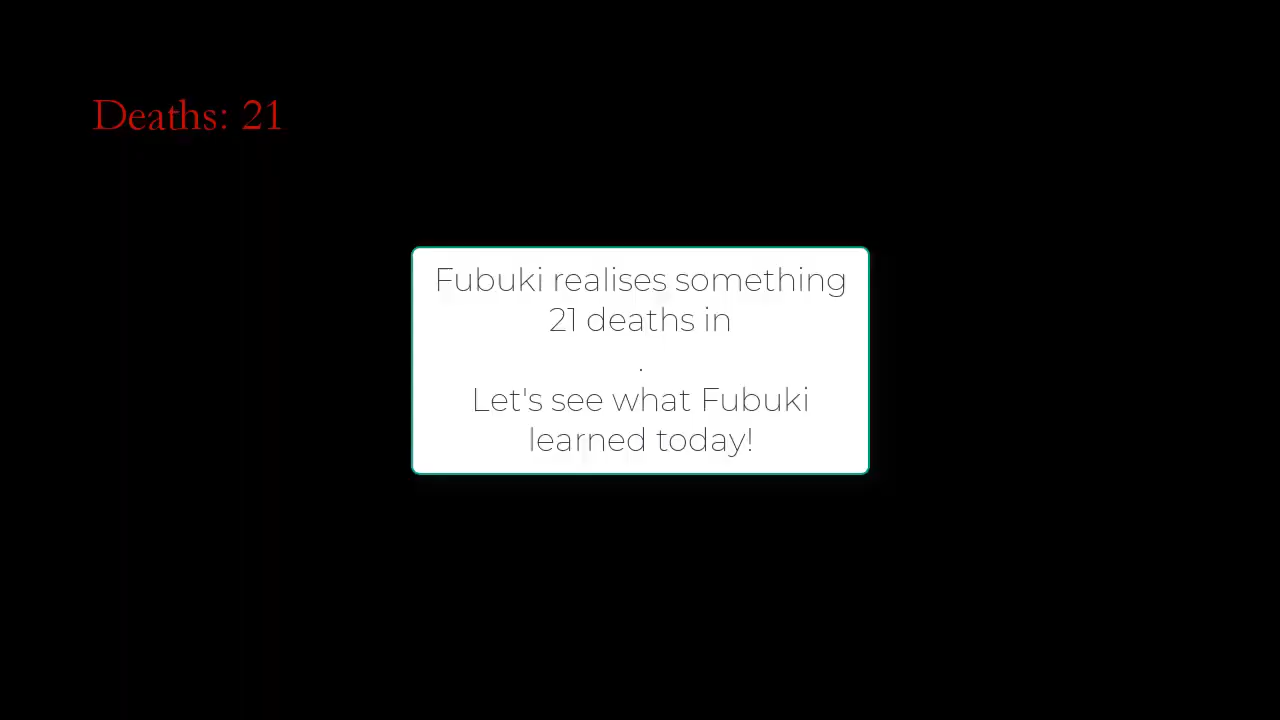 Deaths: 21
Fubuki realises something
21 deaths in
.
Let's see what Fubuki
learned today!